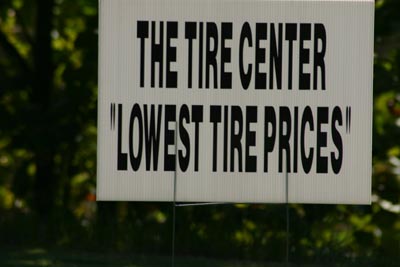 THE TIRE CENTER
"LOWEST TIRE PRICES"